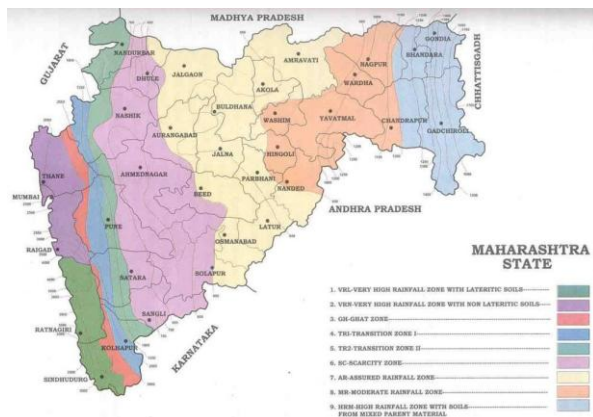 MADHYA PRADESH
GUJARAT
NANDURBAR
DHULE
JALGAON
AMRAVATI
NAGPUR
GONDIA
BHANDARA
CHHATTISGADH
AKOLA
WARDHA
BULDHANA
NASHIK
WASHIM
YAVATMAL
CHANDRAPUR
GADCHIROLI
AURANGABAD
JALNA
HINGOLI
THANE
AHMEDNAGAR
PARBHANI
NANDED
MUMBAI
BEED
ANDHRA PRADESH
PUNE
LATUR
RAIGAD
OSMANABAD
SATARA
SOLAPUR
RATNAGIRI
SANGLI
KARNATAKA
KOLHAPUR
SINDHUDURG
MAHARASHTRA
STATE
1. VRL-VERY HIGH RAINFALL ZONE WITH LATERITIC SOILS
2. VRN-VERY HIGH RAINFALL ZONE WITH NON LATERITIC SOILS
3. GH-GHAT ZONE
4. TRI-TRANSITION ZONE I
5. TR2-TRANSITION ZONE II
6. SC-SCARCITY ZONE
7. AR-ASSURED RAINFALL ZONE
8. MR-MODERATE RAINFALL ZONE
9. HRM-HIGH RAINFALL ZONE WITH SOILS
FROM MIXED PARENT MATERIAL